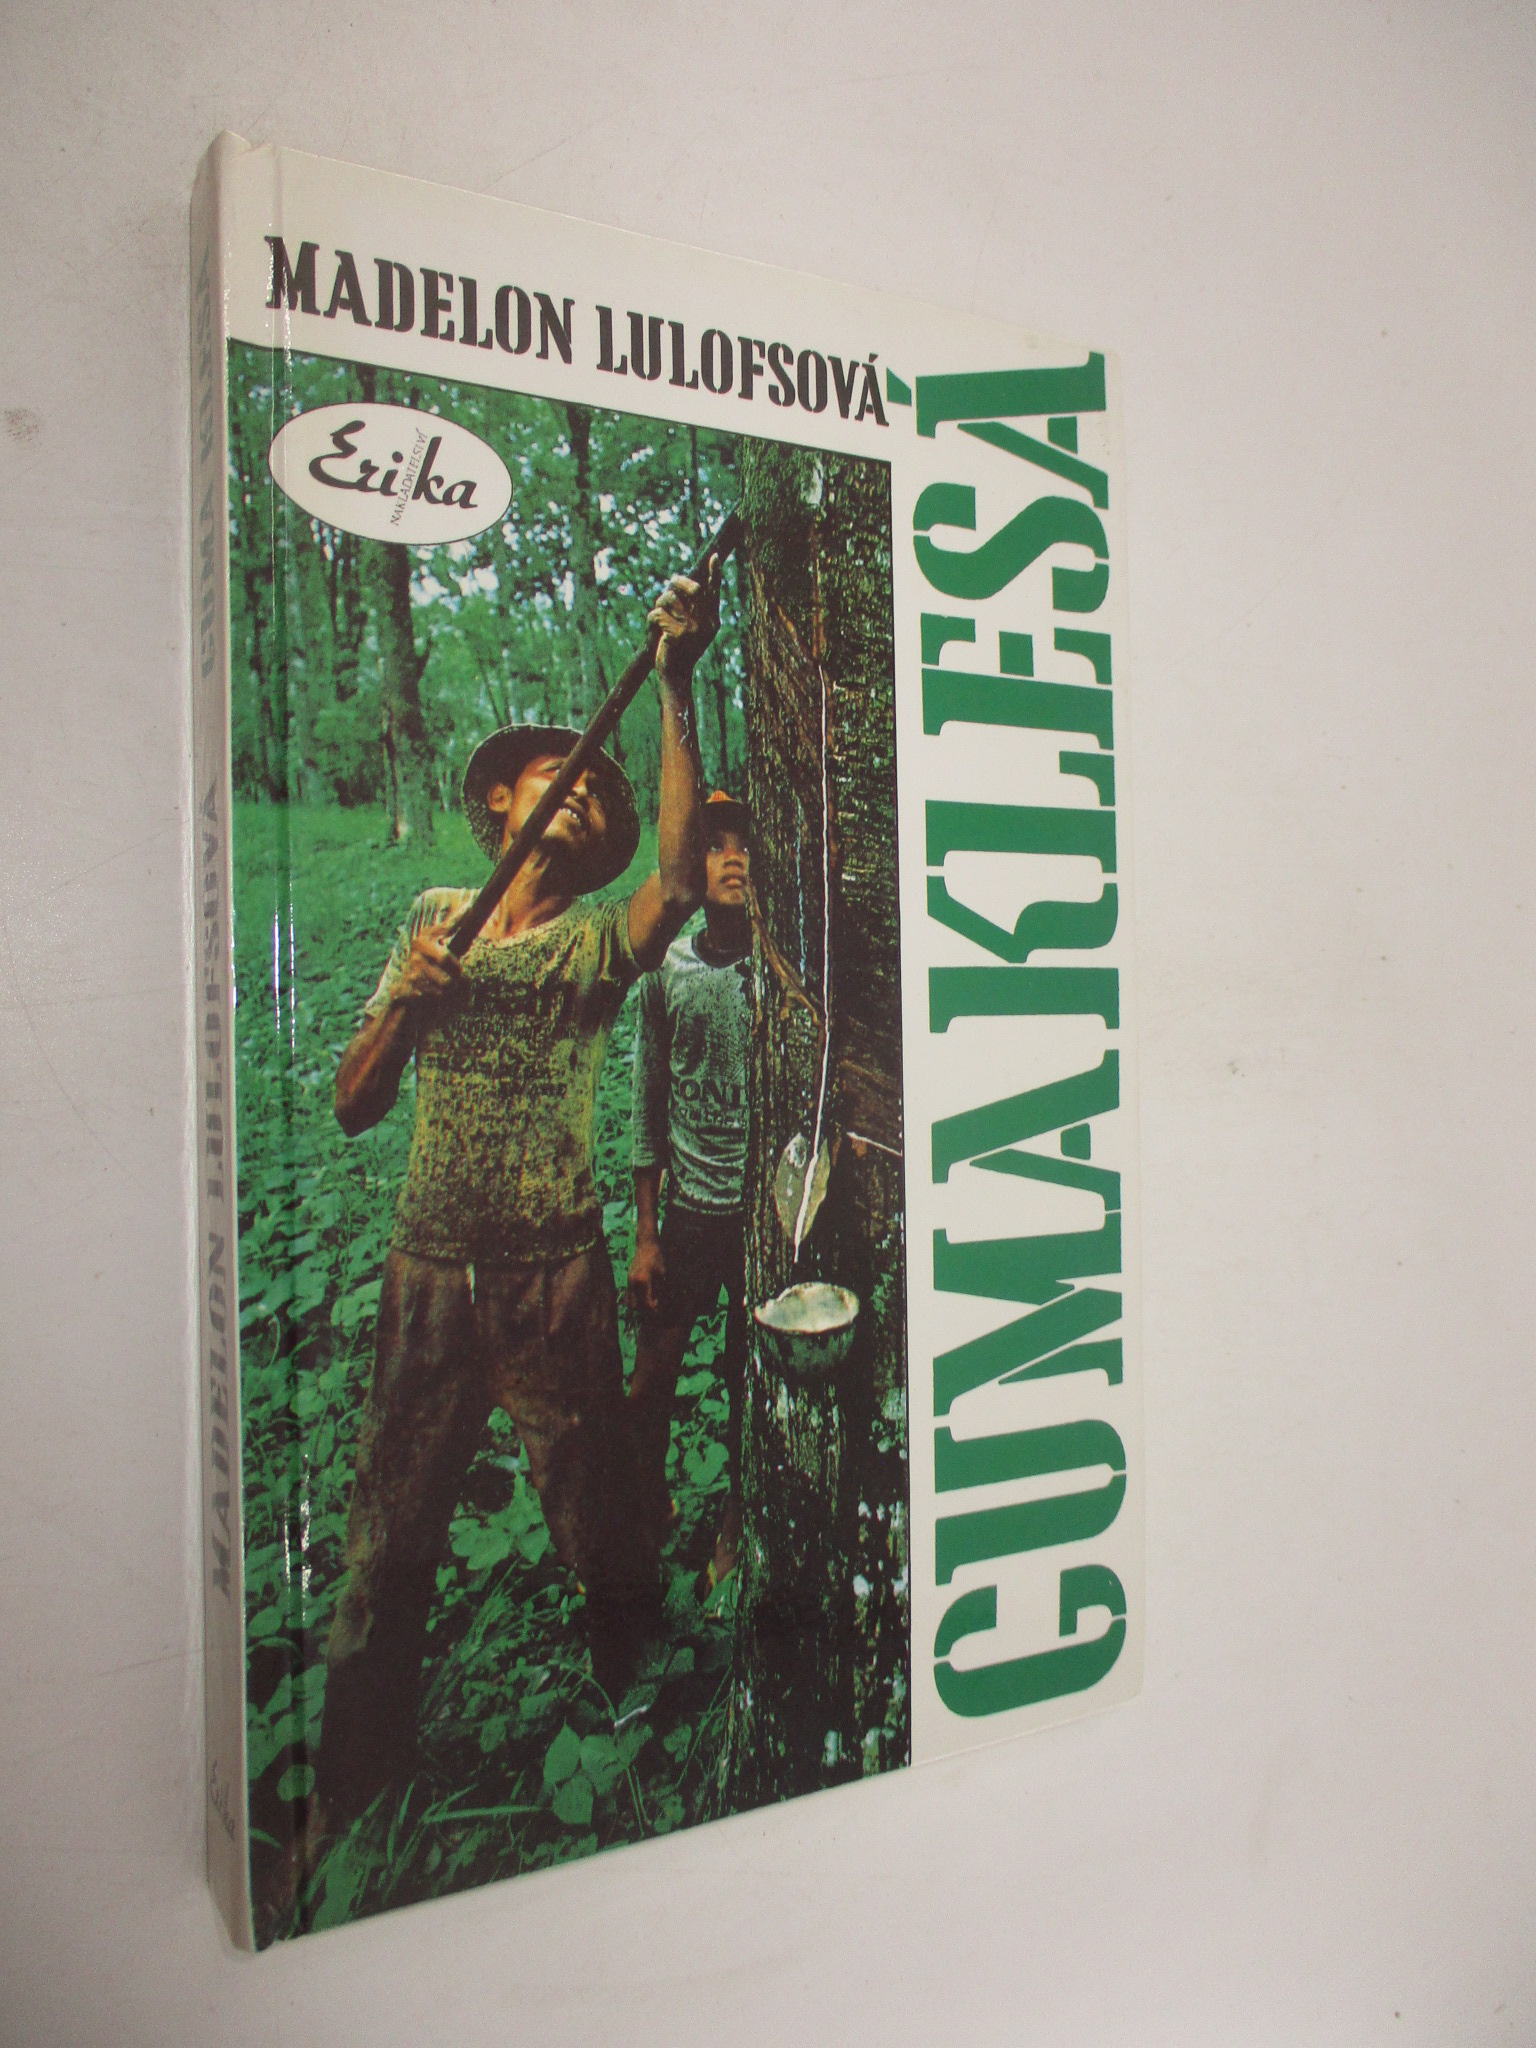 MADELON LULOFSOVÁ
Erika
NAKLADATELSTVÍ
GUMA KLESÁ
MADELON LULOFSOVÁ GUMA KLESÁ
Erika